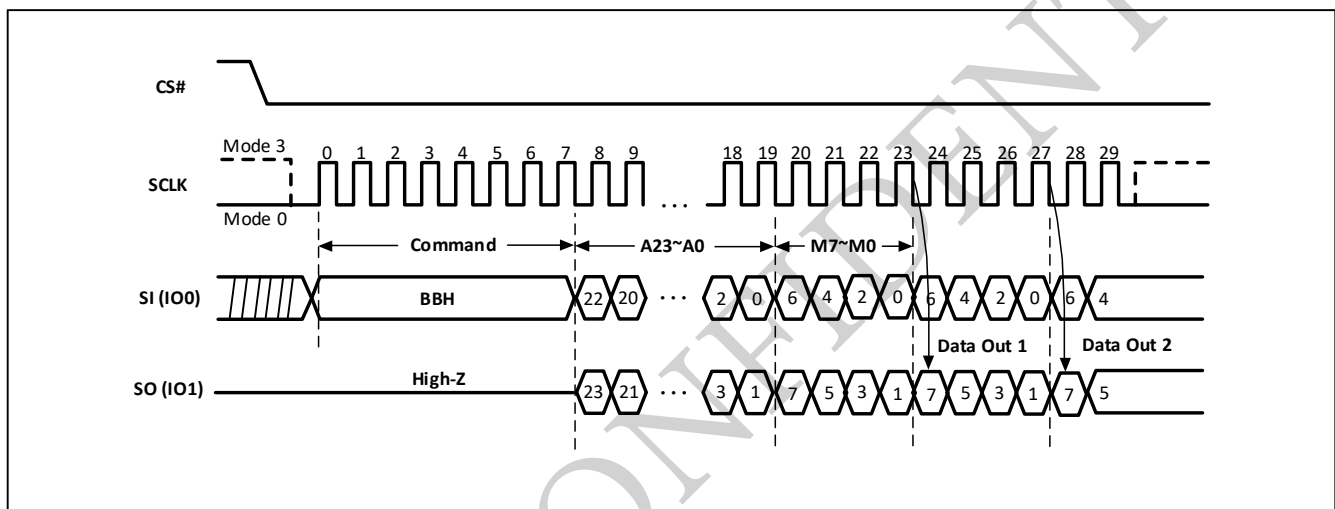 CS#
Mode 3
0 1 2 3 4 5 6 7 8 9 18 19 20 21 22 23 24 25 26 27 28 29
SCLK
...
Mode 0
Command A23~A0 M7~M0
SI (IO0) BBH 22 20 ... 2 0 6 4 2 0 6 4 2 0 6 4
Data Out 1 Data Out 2
SO (IO1) High-Z 23 21 ... 3 1 7 5 3 1 7 5 3 1 7 5
ONFIDENT